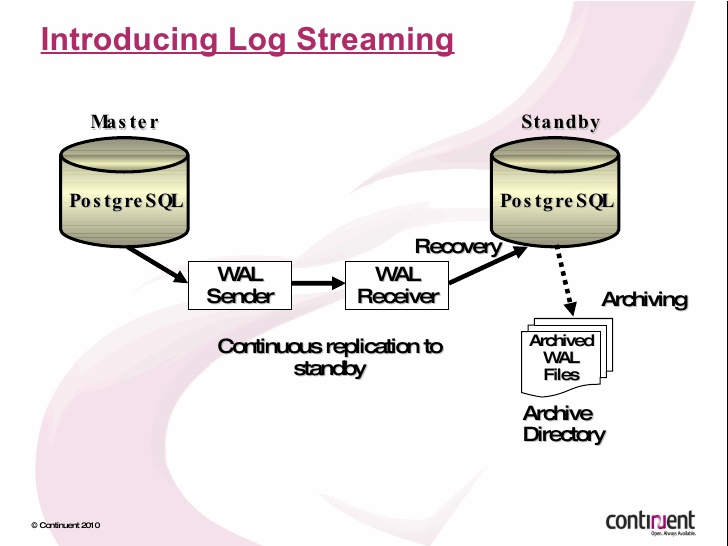 Introducing Log Streaming
Master
Standby
PostgreSQL
PostgreSQL
Recovery
WAL
Sender
WAL
Receiver
Archiving
Continuous replication to
standby
Archived
WAL
Files
Archive
Directory
© Continuent 2010
continuent
Open. Always Available.